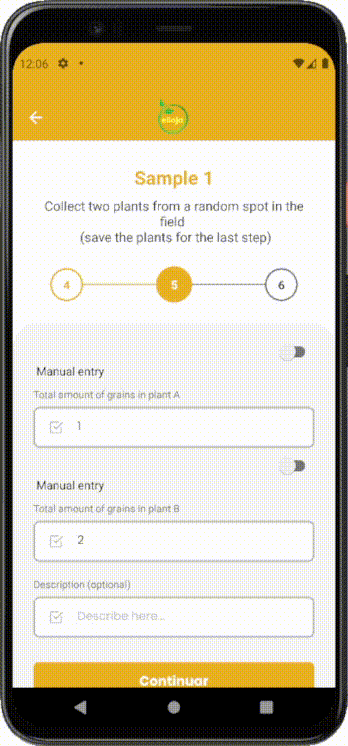 12:06
eSoja
Sample 1
Collect two plants from a random spot in the
field
(save the plants for the last step)
4 5 6
Manual entry
Total amount of grains in plant A
1
Manual entry
Total amount of grains in plant B
2
Description (optional)
Describe here...
Continuar